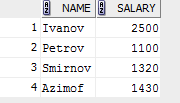 NAME SALARY
1 Ivanov 2500
2 Petrov 1100
3 Smirnov 1320
4 Azimof 1430